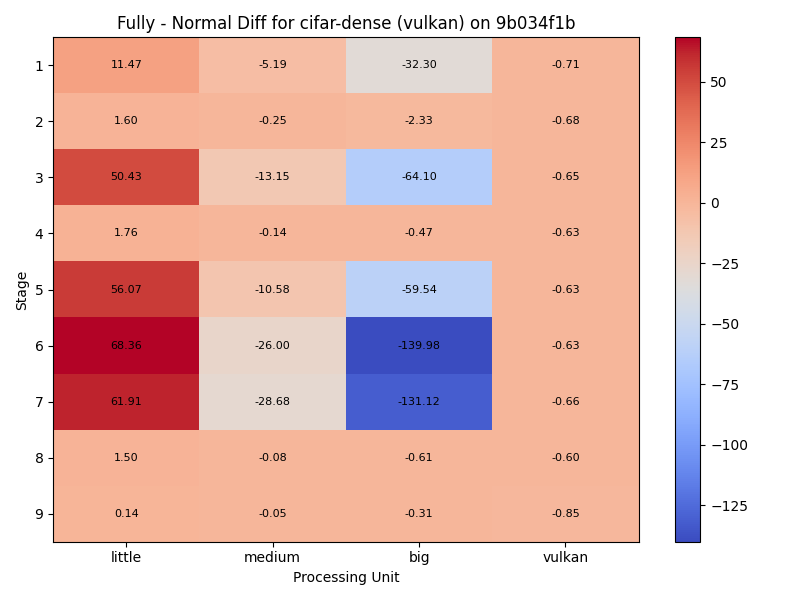 Fully - Normal Diff for cifar-dense (vulkan) on 9b034f1b
1 11.47 -5.19 -32.30 -0.71
2 1.60 -0.25 -2.33 -0.68
3 50.43 -13.15 -64.10 -0.65
4 1.76 -0.14 -0.47 -0.63
5 56.07 -10.58 -59.54 -0.63
6 68.36 -26.00 -139.98 -0.63
7 61.91 -28.68 -131.12 -0.66
8 1.50 -0.08 -0.61 -0.60
9 0.14 -0.05 -0.31 -0.85
little medium big vulkan
Processing Unit
Stage
50
25
0
−25
−50
−75
−100
−125